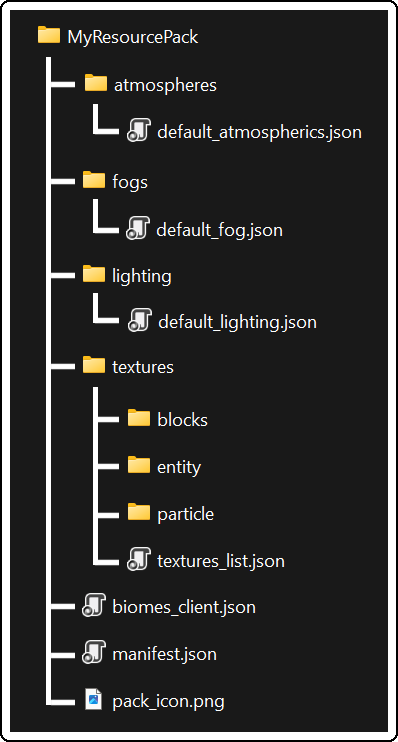 MyResourcePack
atmospheres
default_atmospherics.json
fogs
default_fog.json
lighting
default_lighting.json
textures
blocks
entity
particle
textures_list.json
biomes_client.json
manifest.json
pack_icon.png